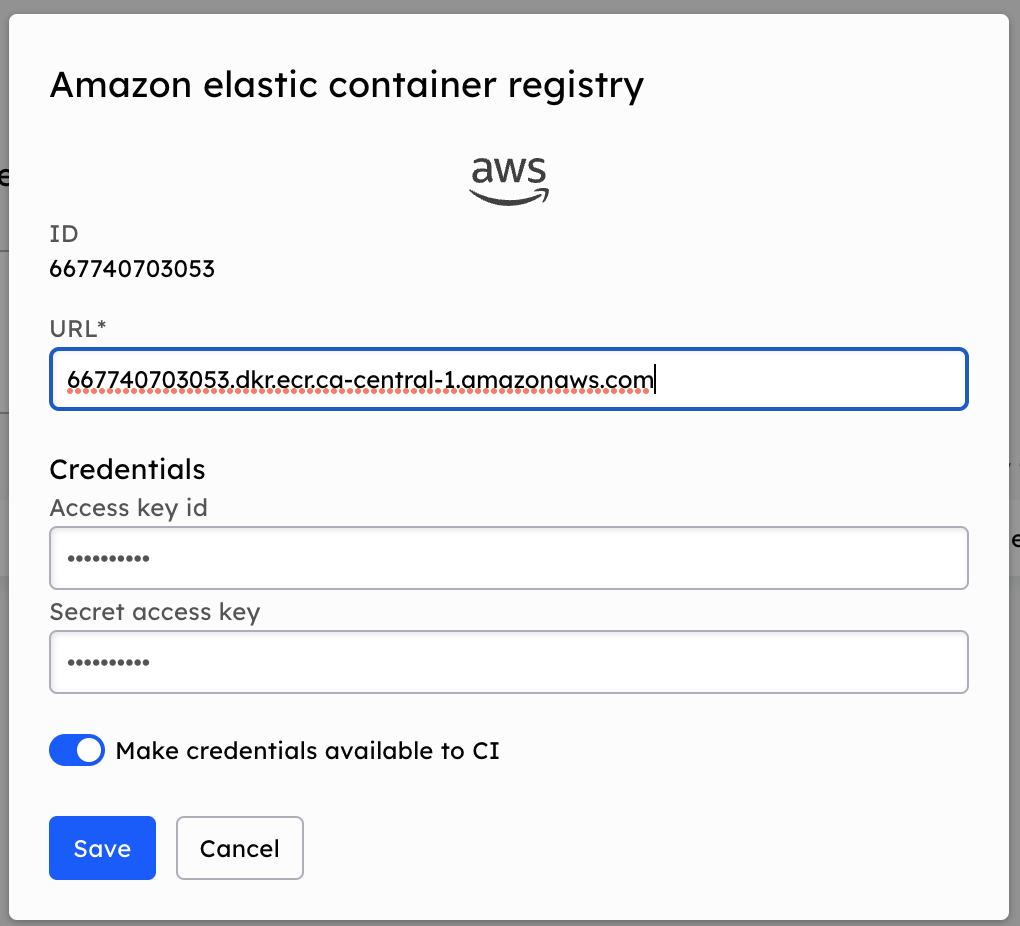 Amazon elastic container registry
aws
ID
667740703053
URL*
667740703053.dkr.ecr.ca-central-1.amazonaws.com
Credentials
Access key id
••••••••••
Secret access key
••••••••••
Make credentials available to CI
Save
Cancel